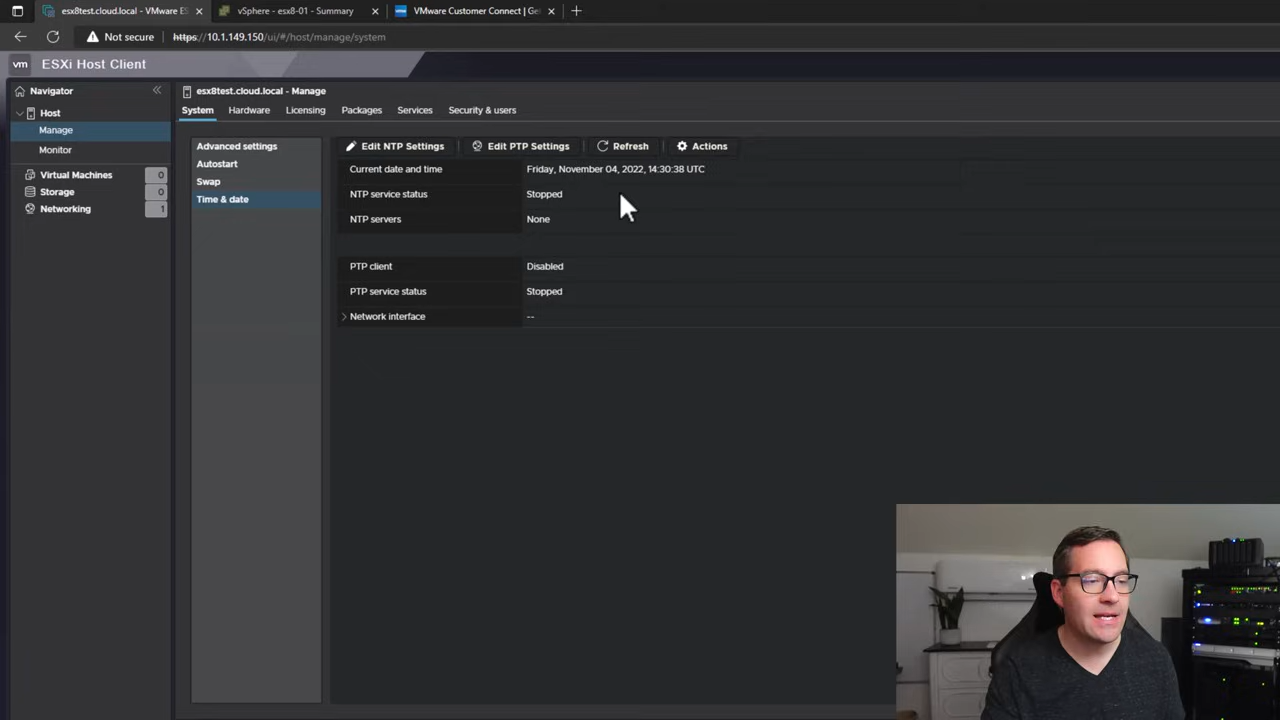 esx8test.cloud.local - VMware ES
vSphere - esx8-01 - Summary
VMware Customer Connect | Ge
Not secure
https://10.1.149.150/ui/#/host/manage/system
vm ESXi Host Client
Navigator
Host
Manage
Monitor
Virtual Machines 0
Storage 0
Networking 1
esx8test.cloud.local - Manage
System Hardware Licensing Packages Services Security & users
Advanced settings
Autostart
Swap
Time & date
Edit NTP Settings Edit PTP Settings Refresh Actions
Current date and time Friday, November 04, 2022, 14:30:38 UTC
NTP service status Stopped
NTP servers None
PTP client Disabled
PTP service status Stopped
Network interface --